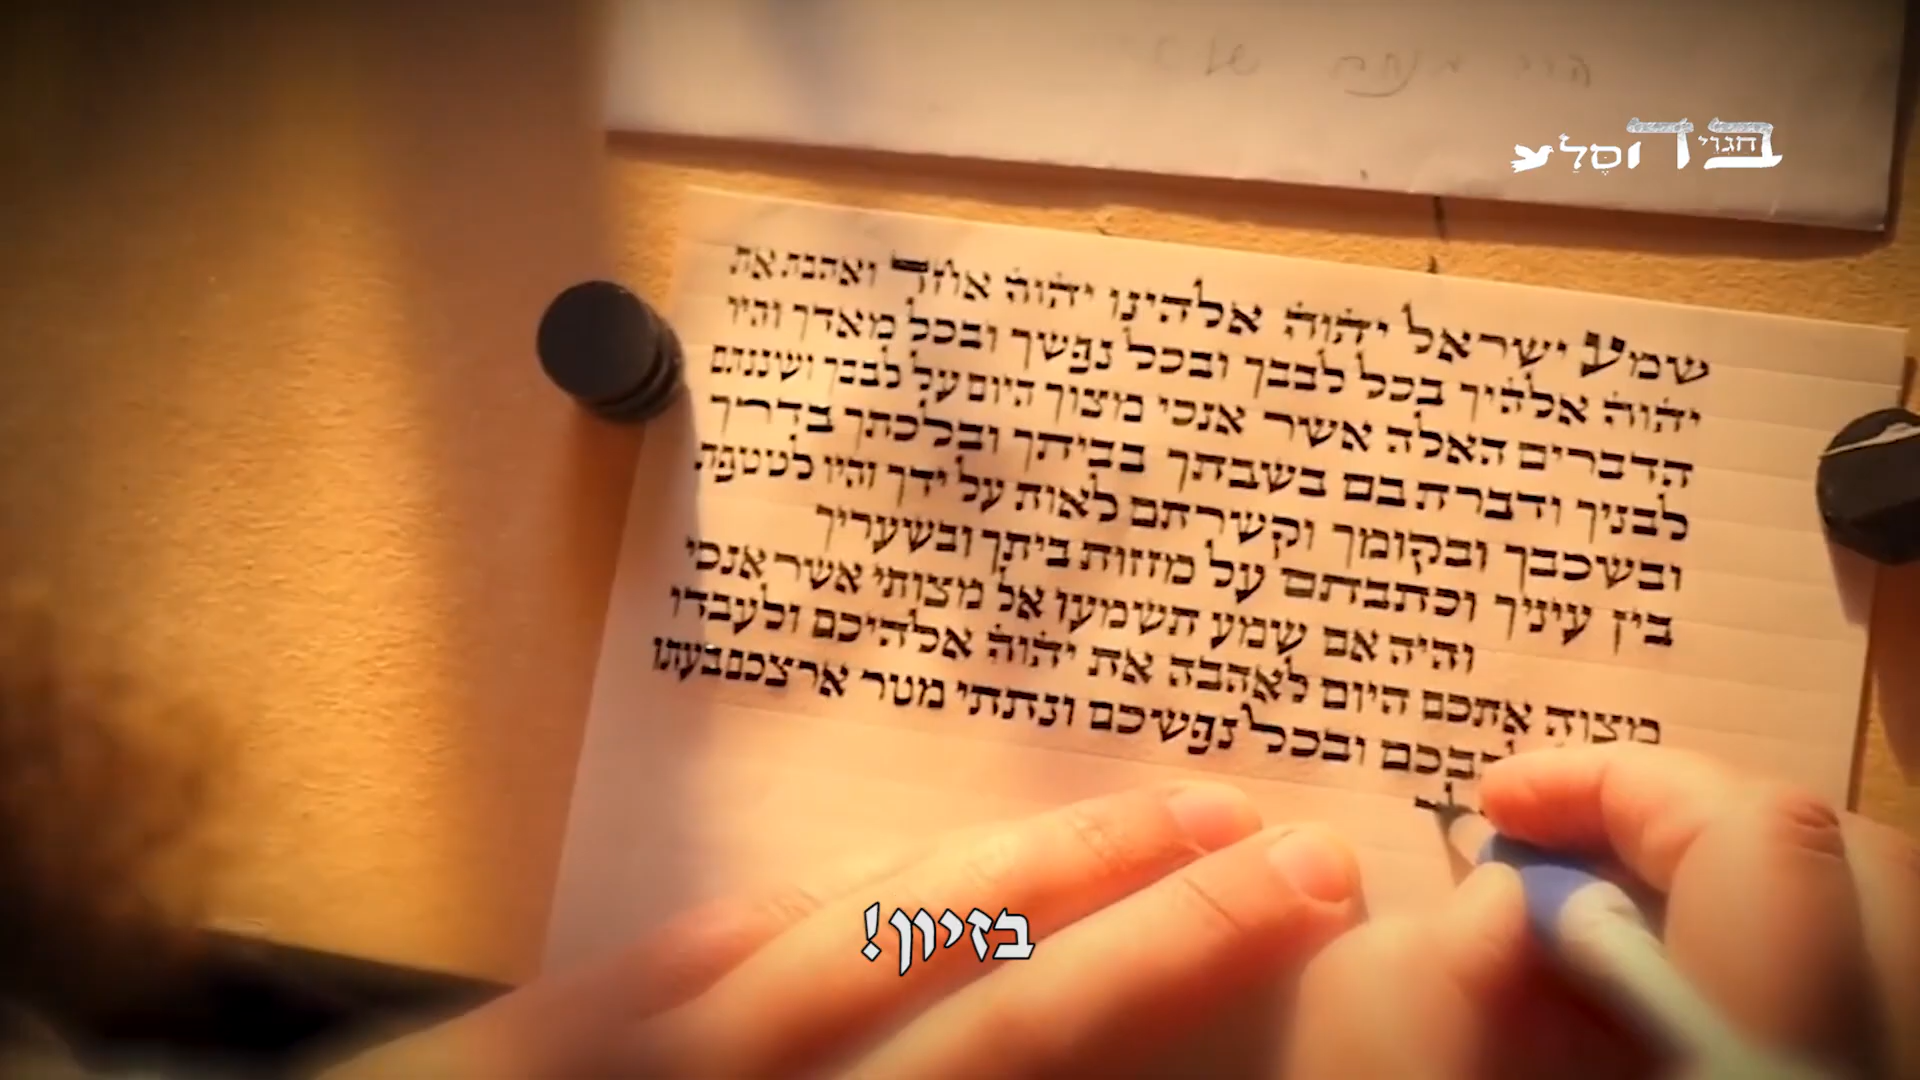 חגוי
בהסלע
שמע ישראל יהוה אלהינו יהוה אחד ואהבת את
יהוה אלהיך בכל לבבך ובכל נפשך ובכל מאדך והיו
הדברים האלה אשר אנכי מצוך היום על לבבך ושננתם
לבניך ודברת בם בשבתך בביתך ובלכתך בדרך
ובשכבך ובקומך וקשרתם לאות על ידך והיו לטטפת
בין עיניך וכתבתם על מזזות ביתך ובשעריך
והיה אם שמע תשמעו אל מצותי אשר אנכי
מצוה אתכם היום לאהבה את יהוה אלהיכם ולעבדו
ובכל נפשכם ונתתי מטר ארצכם בעתו
בזיון!